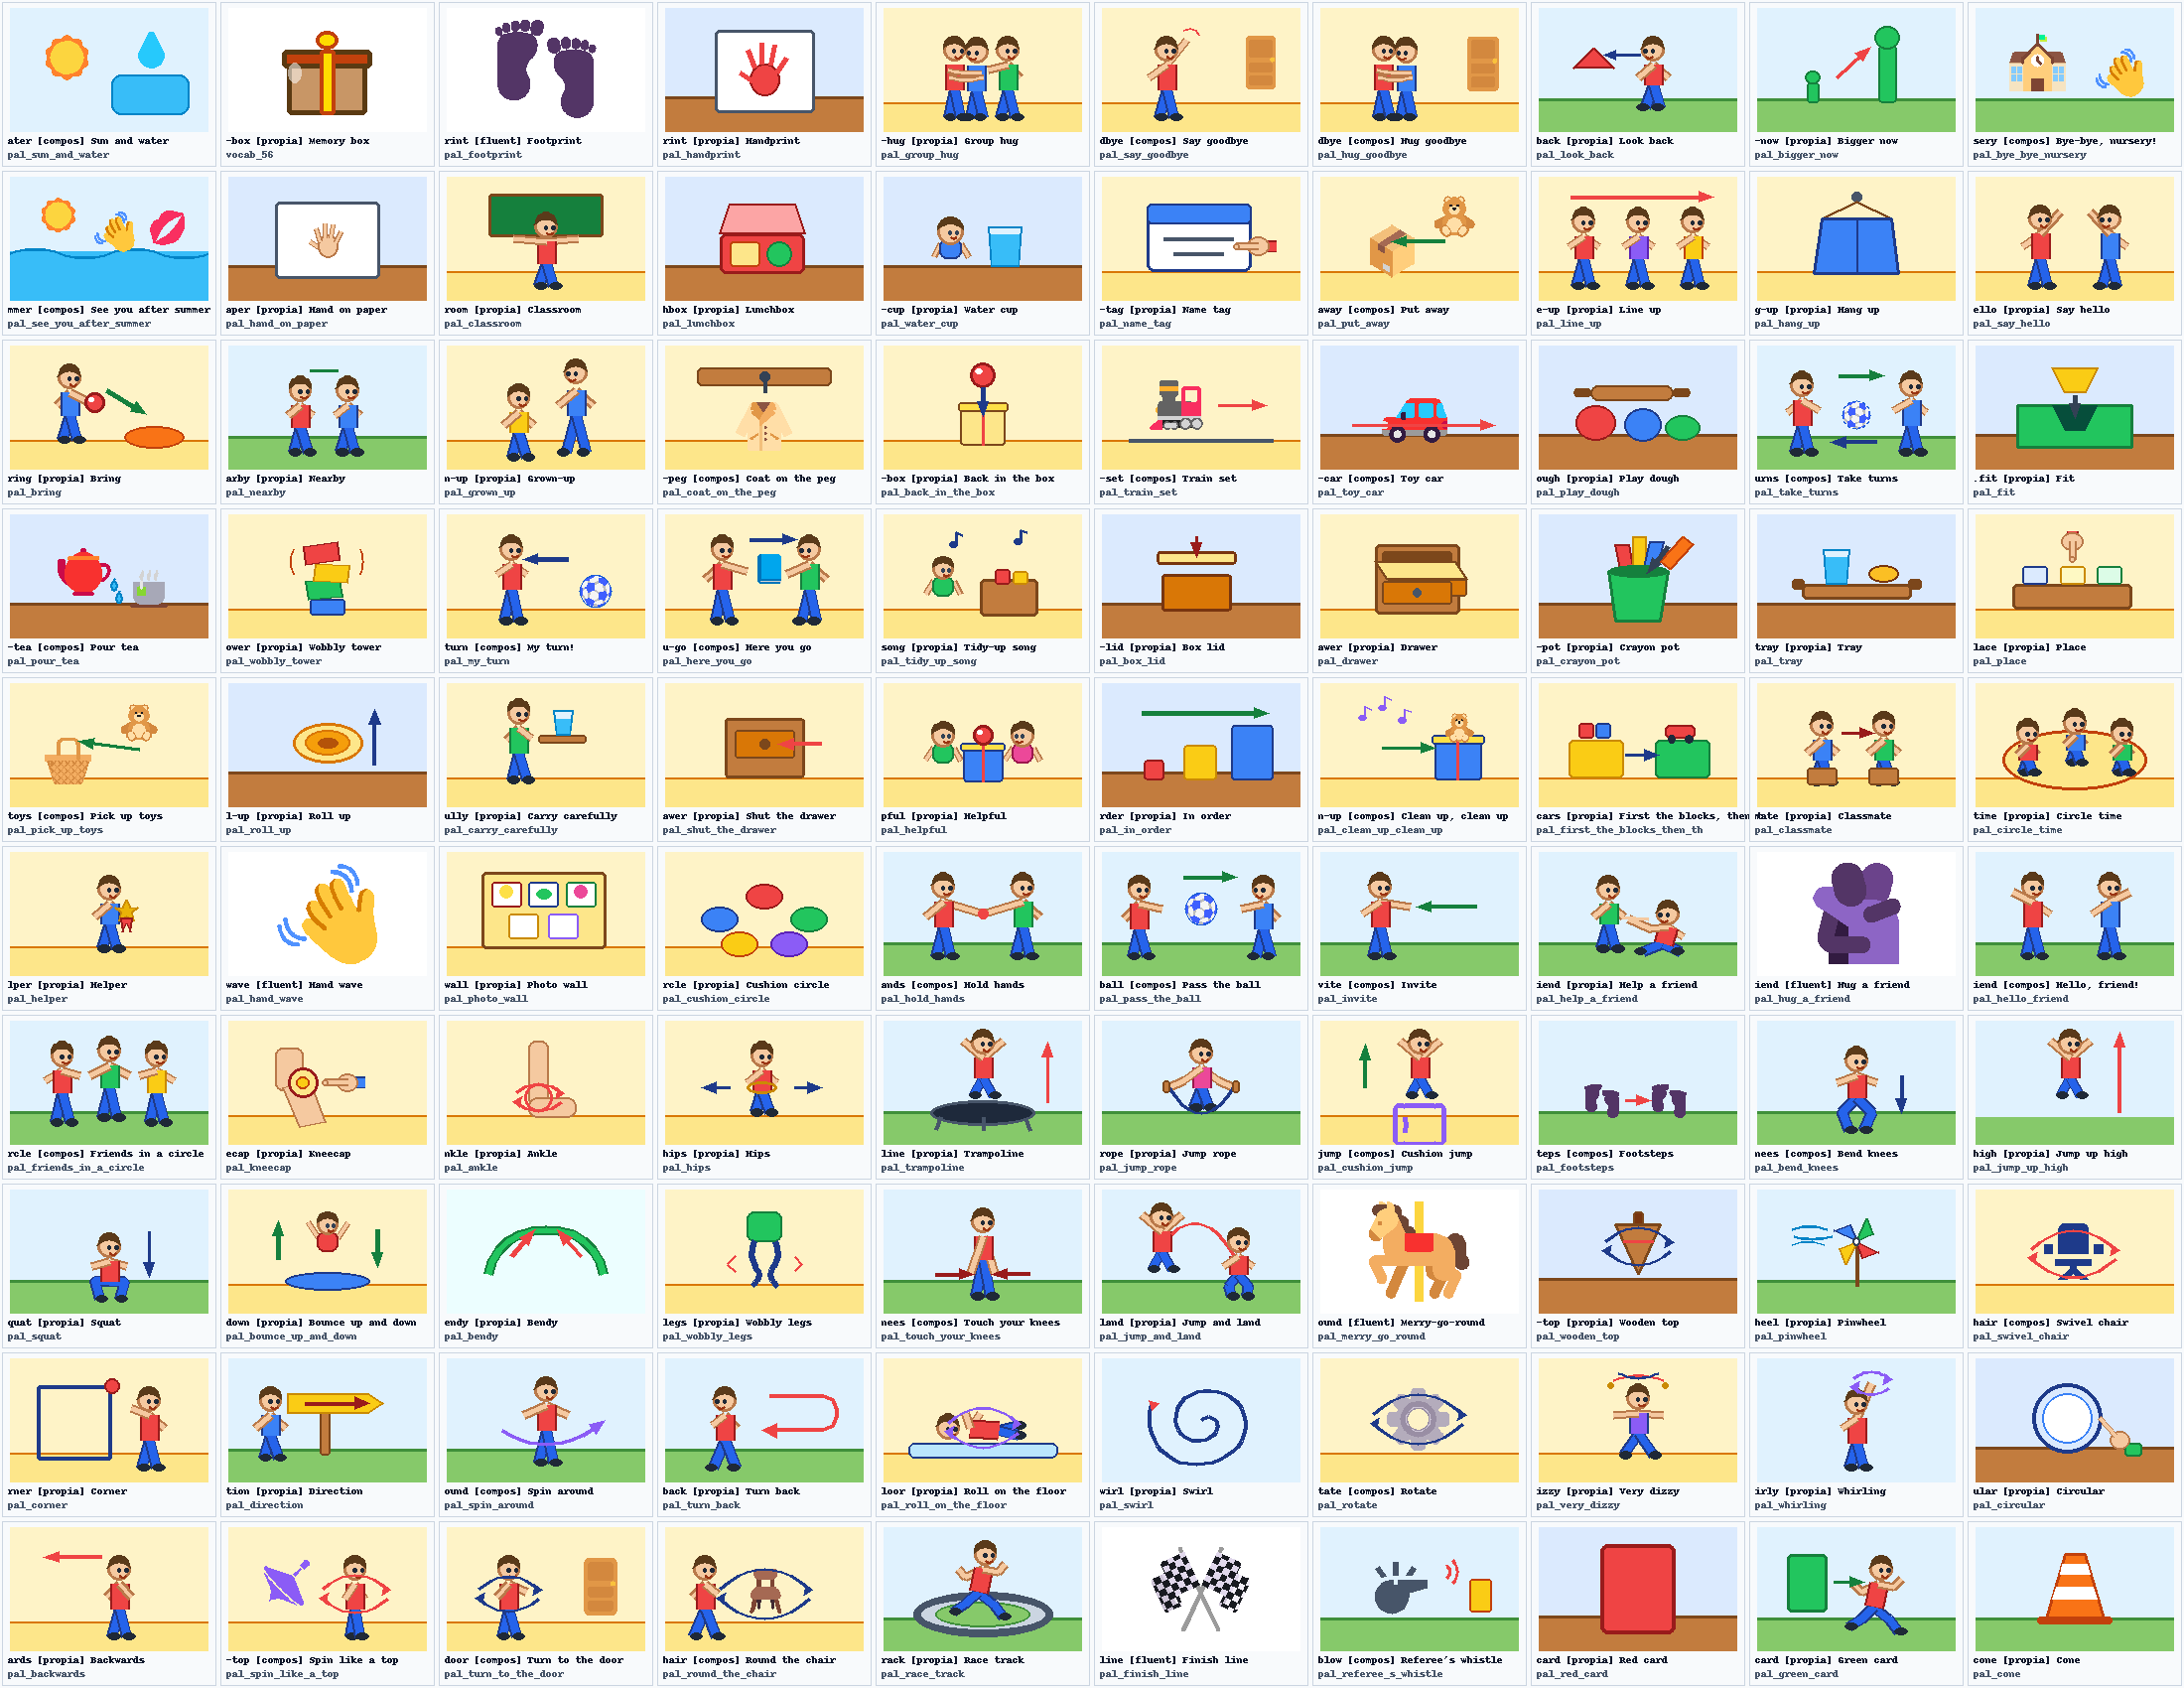 ater [compos] Sun and water
pal_sun_and_water
-box [propia] Memory box
vocab_56
rint [fluent] Footprint
pal_footprint
rint [propia] Handprint
pal_handprint
-hug [propia] Group hug
pal_group_hug
dbye [compos] Say goodbye
pal_say_goodbye
dbye [propia] Hug goodbye
pal_hug_goodbye
back [propia] Look back
pal_look_back
-now [propia] Bigger now
pal_bigger_now
sery [compos] Bye-bye, nursery!
pal_bye_bye_nursery
mmer [compos] See you after summer
pal_see_you_after_summer
aper [propia] Hand on paper
pal_hand_on_paper
room [propia] Classroom
pal_classroom
hbox [propia] Lunchbox
pal_lunchbox
-cup [propia] Water cup
pal_water_cup
-tag [propia] Name tag
pal_name_tag
away [compos] Put away
pal_put_away
e-up [propia] Line up
pal_line_up
g-up [propia] Hang up
pal_hang_up
ello [propia] Say hello
pal_say_hello
ring [propia] Bring
pal_bring
arby [propia] Nearby
pal_nearby
n-up [propia] Grown-up
pal_grown_up
-peg [propia] Coat on the peg
pal_coat_on_the_peg
-box [propia] Back in the box
pal_back_in_the_box
-set [propia] Train set
pal_train_set
-car [propia] Toy car
pal_toy_car
ough [propia] Play dough
pal_play_dough
urns [compos] Take turns
pal_take_turns
.fit [propia] Fit
pal_fit
-tea [compos] Pour tea
pal_pour_tea
ower [propia] Wobbly tower
pal_wobbly_tower
turn [compos] My turn!
pal_my_turn
u-go [compos] Here you go
pal_here_you_go
song [propia] Tidy-up song
pal_tidy_up_song
-lid [propia] Box lid
pal_box_lid
awer [propia] Drawer
pal_drawer
-pot [propia] Crayon pot
pal_crayon_pot
tray [propia] Tray
pal_tray
lace [propia] Place
pal_place
toys [compos] Pick up toys
pal_pick_up_toys
l-up [propia] Roll up
pal_roll_up
ully [propia] Carry carefully
pal_carry_carefully
awer [propia] Shut the drawer
pal_shut_the_drawer
pful [propia] Helpful
pal_helpful
rder [propia] In order
pal_in_order
n-up [compos] Clean up, clean up
pal_clean_up_clean_up
cars [propia] First the blocks, then
pal_first_the_blocks_then_th
mate [propia] Classmate
pal_classmate
time [propia] Circle time
pal_circle_time
lper [propia] Helper
pal_helper
wave [fluent] Hand wave
pal_hand_wave
wall [propia] Photo wall
pal_photo_wall
rcle [propia] Cushion circle
pal_cushion_circle
ands [compos] Hold hands
pal_hold_hands
ball [compos] Pass the ball
pal_pass_the_ball
vite [compos] Invite
pal_invite
iend [propia] Help a friend
pal_help_a_friend
iend [fluent] Hug a friend
pal_hug_a_friend
iend [compos] Hello, friend!
pal_hello_friend
rcle [compos] Friends in a circle
pal_friends_in_a_circle
ecap [propia] Kneecap
pal_kneecap
nkle [propia] Ankle
pal_ankle
hips [propia] Hips
pal_hips
line [propia] Trampoline
pal_trampoline
rope [propia] Jump rope
pal_jump_rope
jump [compos] Cushion jump
pal_cushion_jump
teps [compos] Footsteps
pal_footsteps
nees [compos] Bend knees
pal_bend_knees
high [propia] Jump up high
pal_jump_up_high
quat [propia] Squat
pal_squat
down [propia] Bounce up and down
pal_bounce_up_and_down
endy [propia] Bendy
pal_bendy
legs [propia] Wobbly legs
pal_wobbly_legs
nees [compos] Touch your knees
pal_touch_your_knees
land [propia] Jump and land
pal_jump_and_land
ound [fluent] Merry-go-round
pal_merry_go_round
-top [propia] Wooden top
pal_wooden_top
heel [propia] Pinwheel
pal_pinwheel
hair [compos] Swivel chair
pal_swivel_chair
rner [propia] Corner
pal_corner
tion [propia] Direction
pal_direction
ound [compos] Spin around
pal_spin_around
back [propia] Turn back
pal_turn_back
loor [propia] Roll on the floor
pal_roll_on_the_floor
wirl [propia] Swirl
pal_swirl
tate [compos] Rotate
pal_rotate
izzy [propia] Very dizzy
pal_very_dizzy
irly [propia] Whirling
pal_whirling
ular [propia] Circular
pal_circular
ards [propia] Backwards
pal_backwards
-top [compos] Spin like a top
pal_spin_like_a_top
door [compos] Turn to the door
pal_turn_to_the_door
hair [compos] Round the chair
pal_round_the_chair
rack [propia] Race track
pal_race_track
line [fluent] Finish line
pal_finish_line
blow [compos] Referee's whistle
pal_referee_s_whistle
card [propia] Red card
pal_red_card
card [propia] Green card
pal_green_card
cone [propia] Cone
pal_cone